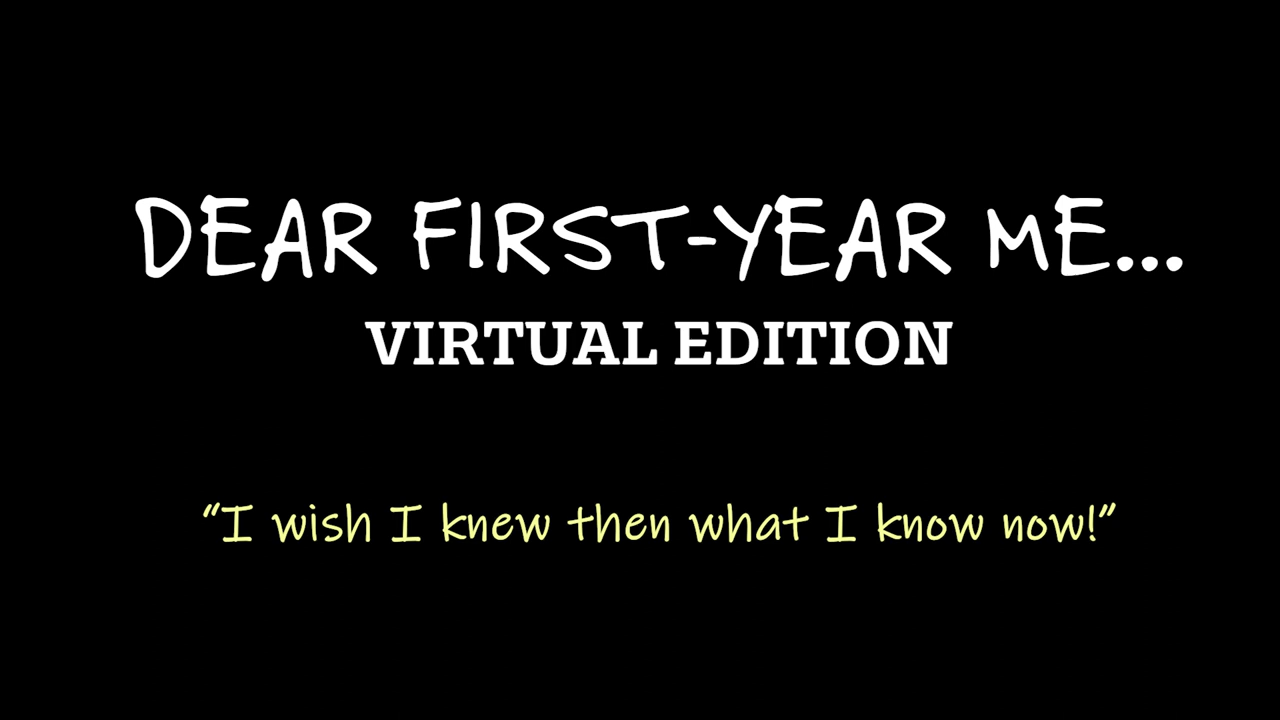 DEAR FIRST-YEAR ME...
VIRTUAL EDITION
“I wish I knew then what I know now!”